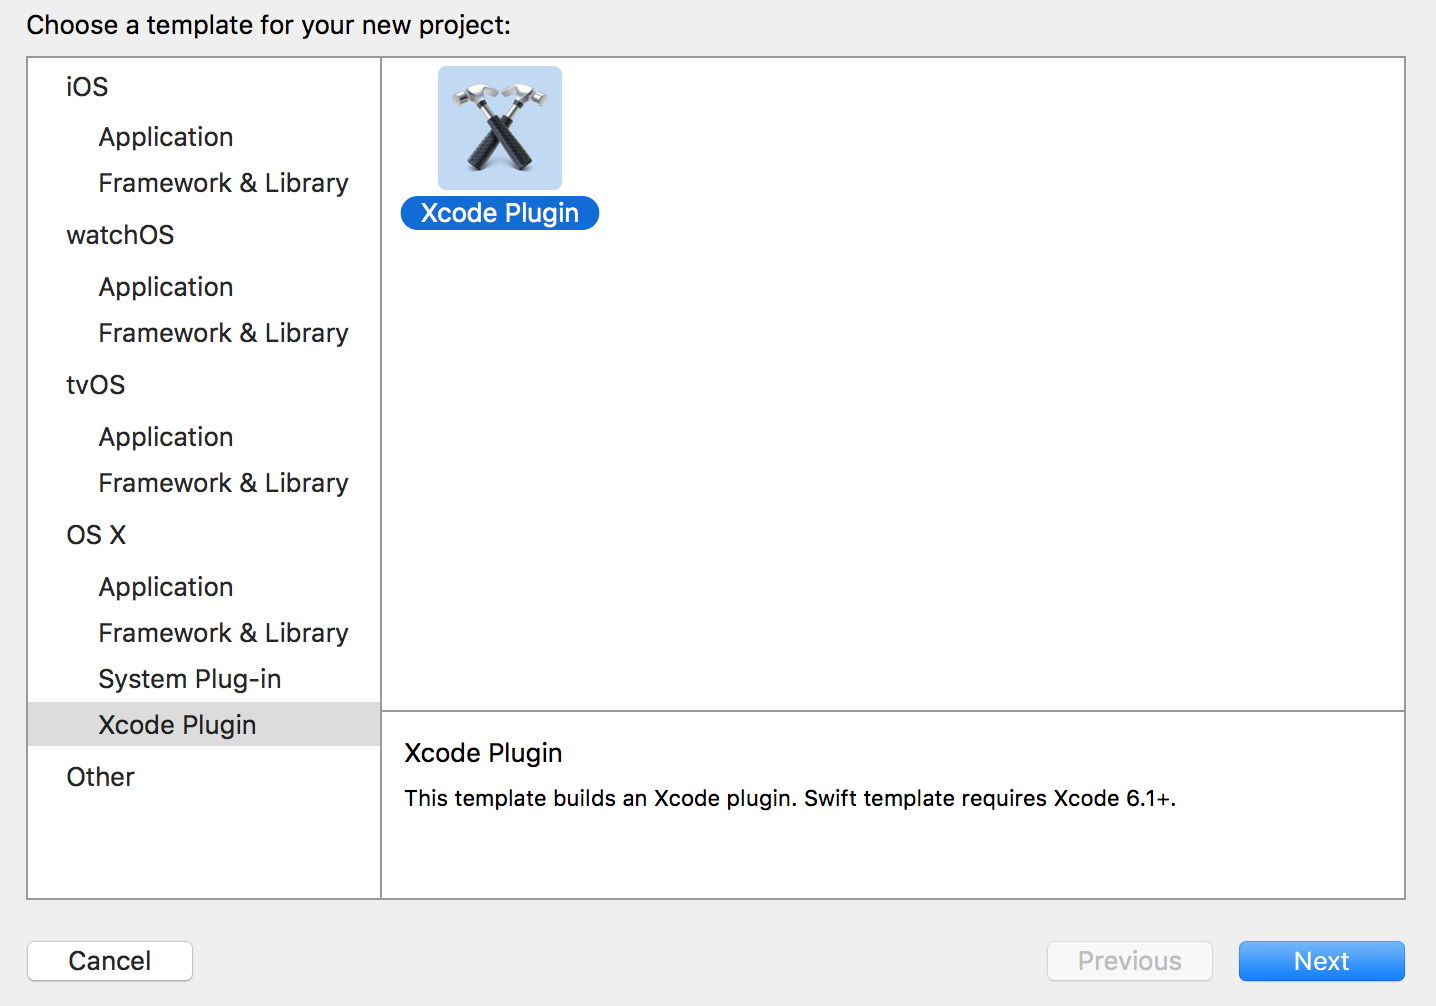 Choose a template for your new project:
iOS
Application
Framework & Library
watchOS
Application
Framework & Library
tvOS
Application
Framework & Library
OS X
Application
Framework & Library
System Plug-in
Xcode Plugin
Other
Xcode Plugin
Xcode Plugin
This template builds an Xcode plugin. Swift template requires Xcode 6.1+.
Cancel
Previous
Next